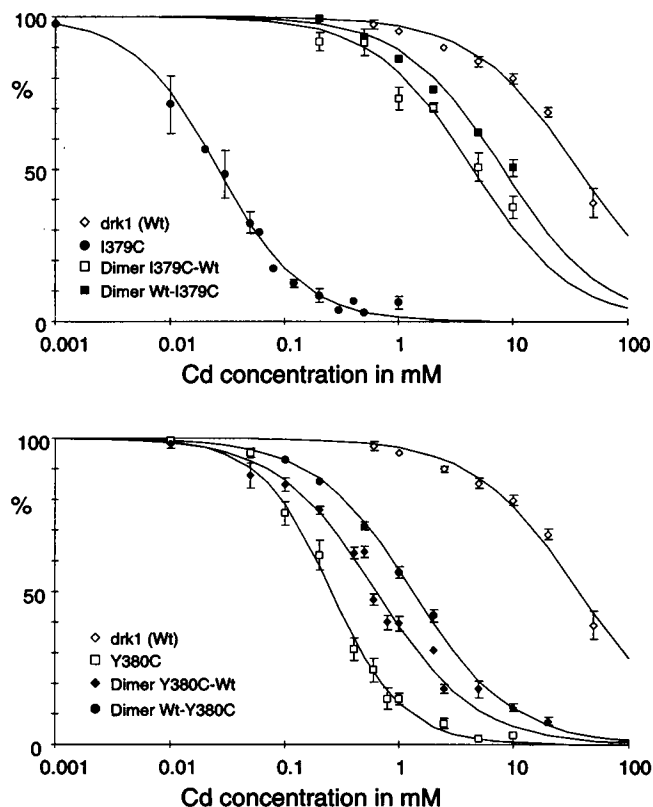 100
%
50
0
drk1 (Wt)
I379C
Dimer I379C-Wt
Dimer Wt-I379C
0.001 0.01 0.1 1 10 100
Cd concentration in mM
100
%
50
0
drk1 (Wt)
Y380C
Dimer Y380C-Wt
Dimer Wt-Y380C
0.001 0.01 0.1 1 10 100
Cd concentration in mM